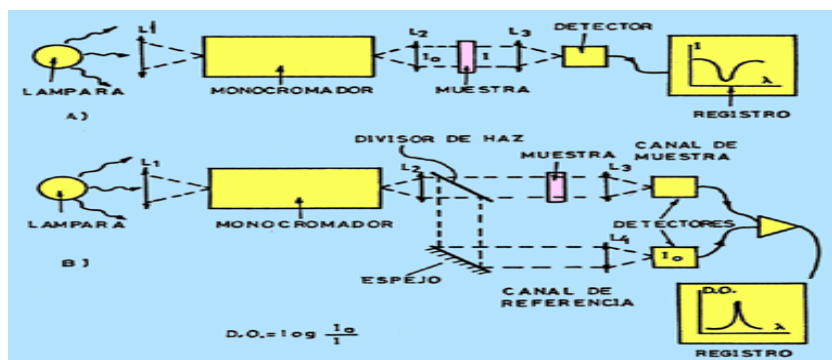 L1
L2
L3
DETECTOR
I
I₀
I
λ
LAMPARA
MONOCROMADOR
MUESTRA
REGISTRO
A)
DIVISOR DE HAZ
CANAL DE
MUESTRA
MUESTRA
L1
L2
L3
LAMPARA
MONOCROMADOR
DETECTORES
L4
I₀
B)
ESPEJO
CANAL DE
REFERENCIA
D.O.
λ
D.O.=log I₀/I
REGISTRO